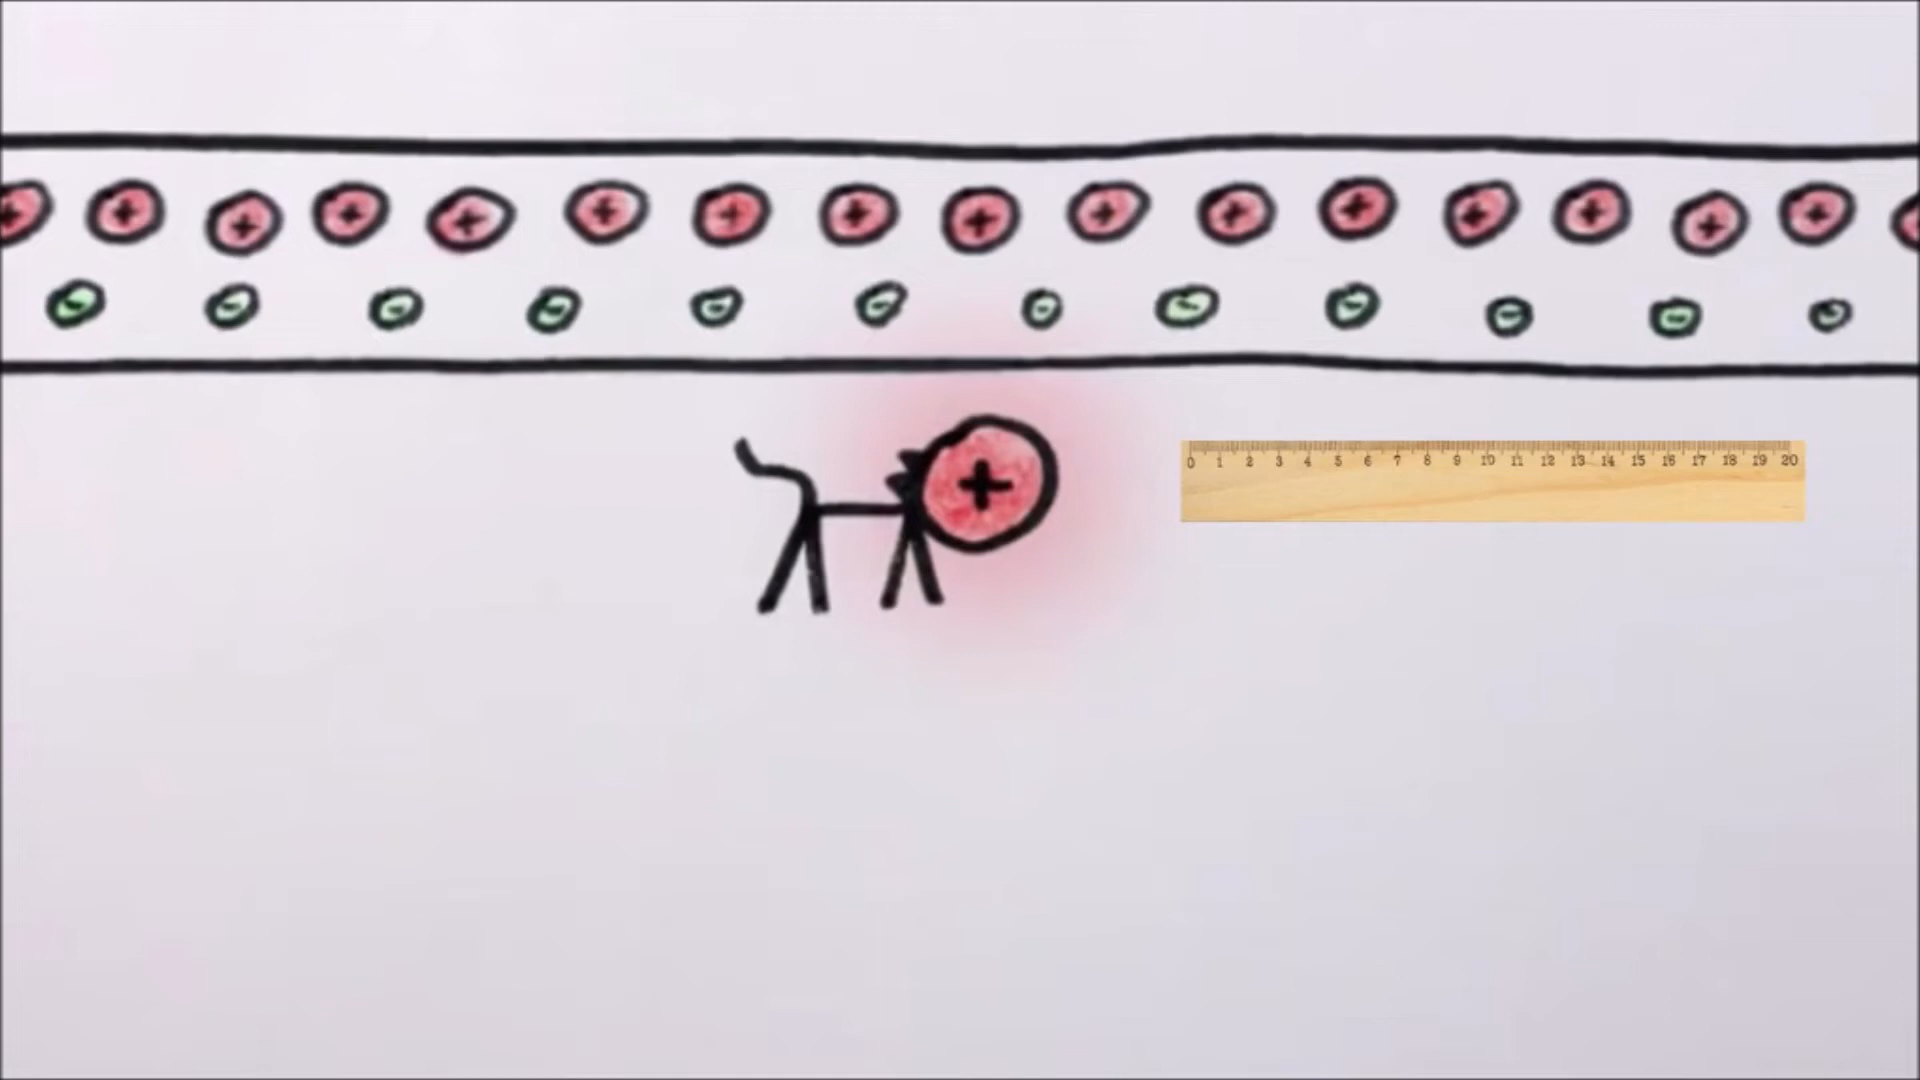 + + + + + + + + + + + + + + + +
- - - - - - - - - - - -
+
0 1 2 3 4 5 6 7 8 9 10 11 12 13 14 15 16 17 18 19 20